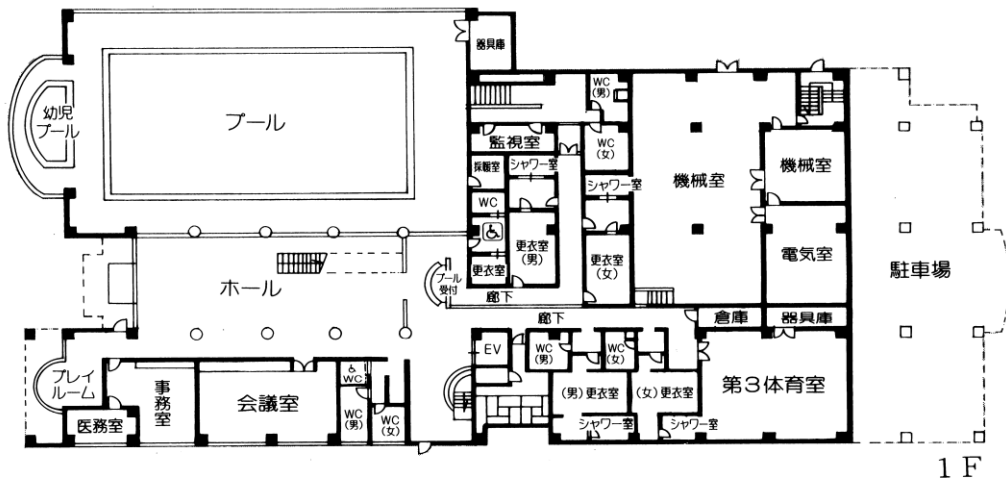 器具庫
幼児
プール
プール
WC
(男)
監視室
WC
(女)
採暖室
シャワー室
機械室
機械室
シャワー室
WC
更衣室
(男)
更衣室
更衣室
(女)
電気室
駐車場
ホール
プール
受付
廊下
廊下
倉庫
器具庫
EV
WC
(男)
WC
(女)
プレイ
ルーム
事務室
会議室
WC
(男)更衣室
(女)更衣室
第3体育室
医務室
WC
(男)
WC
(女)
シャワー室
シャワー室
1F